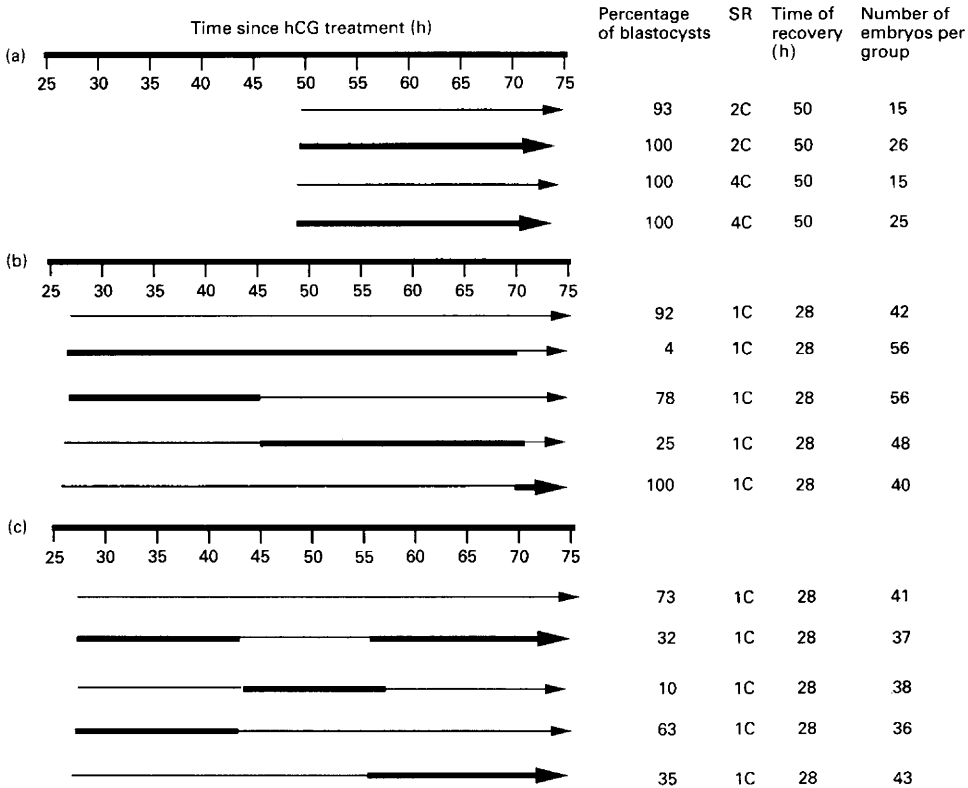 Time since hCG treatment (h)
Percentage of blastocysts SR Time of recovery (h) Number of embryos per group
(a)
25 30 35 40 45 50 55 60 65 70 75
93 2C 50 15
100 2C 50 26
100 4C 50 15
100 4C 50 25
(b)
25 30 35 40 45 50 55 60 65 70 75
92 1C 28 42
4 1C 28 56
78 1C 28 56
25 1C 28 48
100 1C 28 40
(c)
25 30 35 40 45 50 55 60 65 70 75
73 1C 28 41
32 1C 28 37
10 1C 28 38
63 1C 28 36
35 1C 28 43